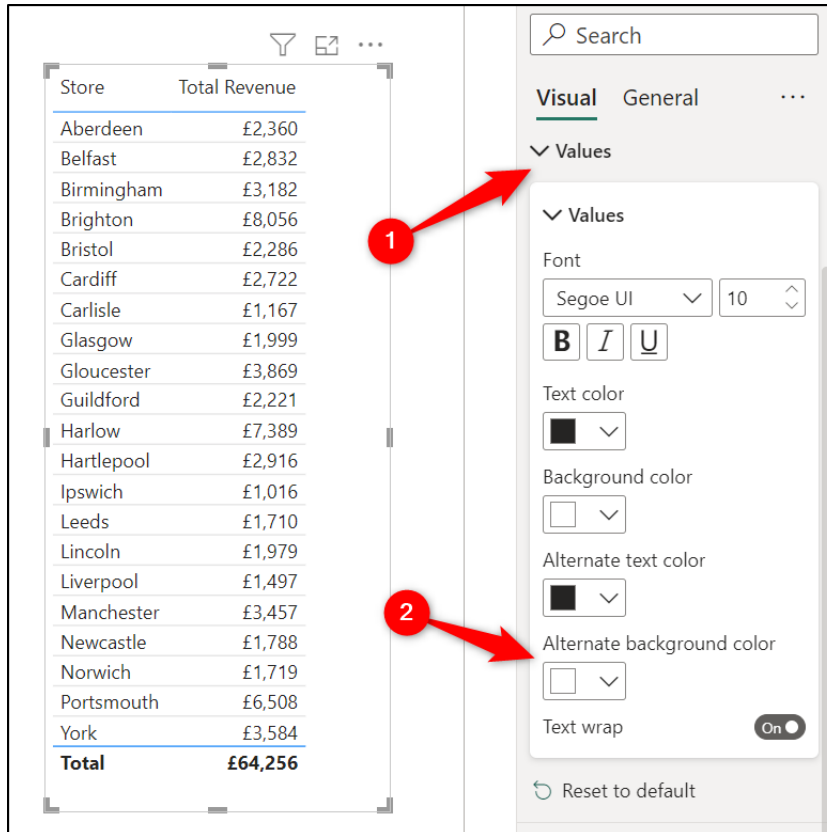 Store Total Revenue
Aberdeen £2,360
Belfast £2,832
Birmingham £3,182
Brighton £8,056
Bristol £2,286
Cardiff £2,722
Carlisle £1,167
Glasgow £1,999
Gloucester £3,869
Guildford £2,221
Harlow £7,389
Hartlepool £2,916
Ipswich £1,016
Leeds £1,710
Lincoln £1,979
Liverpool £1,497
Manchester £3,457
Newcastle £1,788
Norwich £1,719
Portsmouth £6,508
York £3,584
Total £64,256
1
2
Search
Visual General
Values
Values
Font
Segoe UI 10
B I U
Text color
Background color
Alternate text color
Alternate background color
Text wrap On
Reset to default